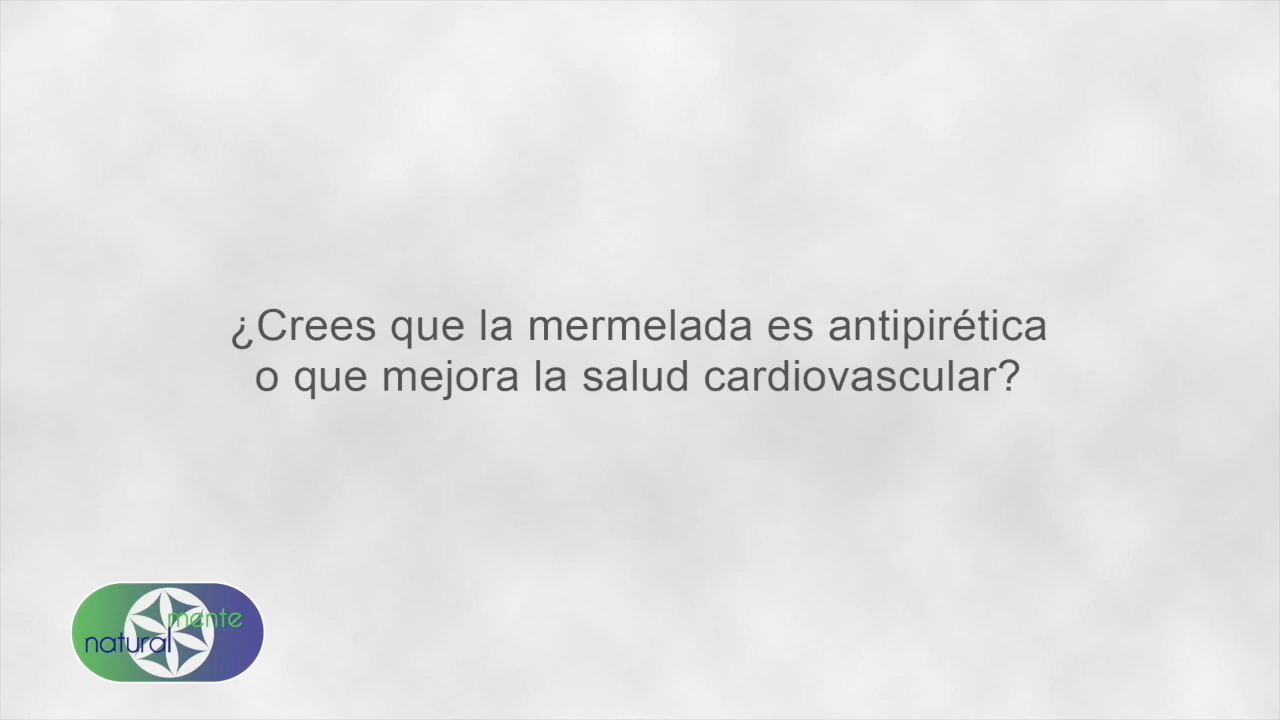 ¿Crees que la mermelada es antipirética
o que mejora la salud cardiovascular?
mente
natural